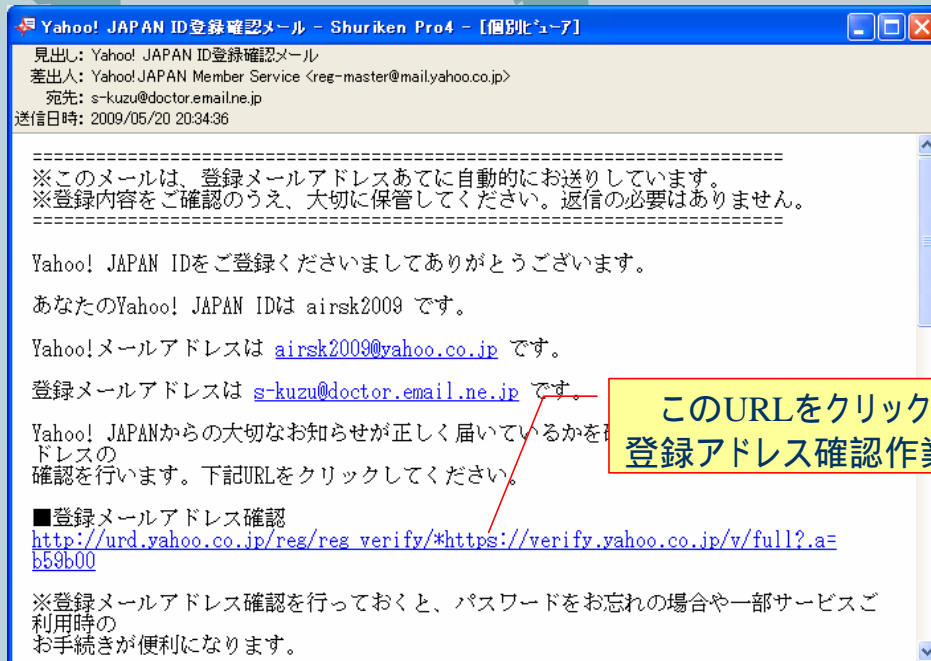 Yahoo! JAPAN ID登録確認メール - Shuriken Pro4 - [個別ビューア]
見出し: Yahoo! JAPAN ID登録確認メール
差出人: Yahoo! JAPAN Member Service <reg-master@mail.yahoo.co.jp>
宛先: s-kuzu@doctor.email.ne.jp
送信日時: 2009/05/20 20:34:36
======================================================================
※このメールは、登録メールアドレスあてに自動的にお送りしています。
※登録内容をご確認のうえ、大切に保管してください。返信の必要はありません。
======================================================================
Yahoo! JAPAN IDをご登録くださいましてありがとうございます。
あなたのYahoo! JAPAN IDは airsk2009 です。
Yahoo!メールアドレスは airsk2009@yahoo.co.jp です。
登録メールアドレスは s-kuzu@doctor.email.ne.jp です。
このURLをクリック
登録アドレス確認作業
Yahoo! JAPANからの大切なお知らせが正しく届いているかを
ドレスの
確認を行います。下記URLをクリックしてください。
■登録メールアドレス確認
http://urd.yahoo.co.jp/reg/reg_verify/*https://verify.yahoo.co.jp/v/full?.a=
b59b00
※登録メールアドレス確認を行っておくと、パスワードをお忘れの場合や一部サービスご
利用時の
お手続きが便利になります。